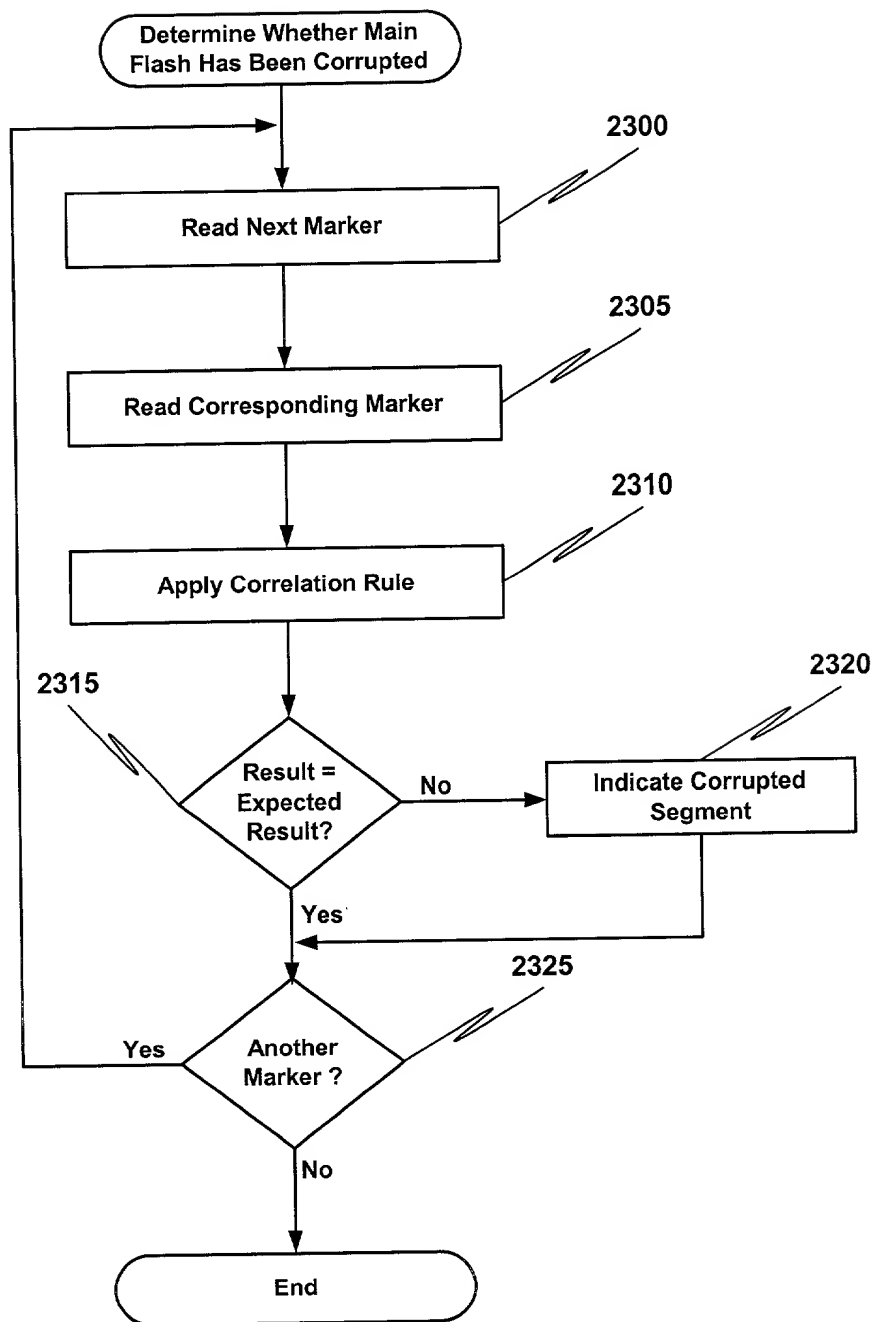 Determine Whether Main
Flash Has Been Corrupted
2300
Read Next Marker
2305
Read Corresponding Marker
2310
Apply Correlation Rule
2315
2320
Result =
Expected
Result?
No
Indicate Corrupted
Segment
Yes
2325
Yes
Another
Marker ?
No
End